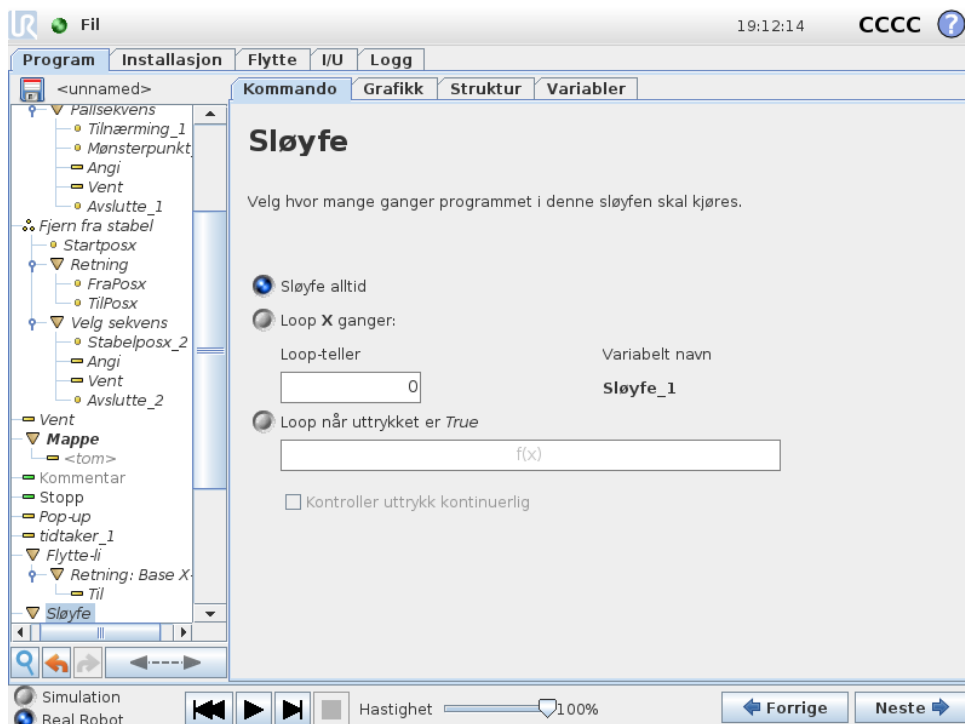 UR Fil 19:12:14 CCCC ?
Program Installasjon Flytte I/U Logg
<unnamed>
Kommando Grafikk Struktur Variabler
Pallsekvens
Tilnærming_1
Mønsterpunkt_
Angi
Vent
Avslutte_1
Fjern fra stabel
Startposx
Retning
FraPosx
TilPosx
Velg sekvens
Stabelposx_2
Angi
Vent
Avslutte_2
Vent
Mappe
<tom>
Kommentar
Stopp
Pop-up
tidtaker_1
Flytte-li
Retning: Base X-
Til
Sløyfe
Sløyfe
Velg hvor mange ganger programmet i denne sløyfen skal kjøres.
Sløyfe alltid
Loop X ganger:
Loop-teller Variabelt navn
0 Sløyfe_1
Loop når uttrykket er True
f(x)
Kontroller uttrykk kontinuerlig
Simulation
Real Robot
Hastighet 100%
Forrige Neste